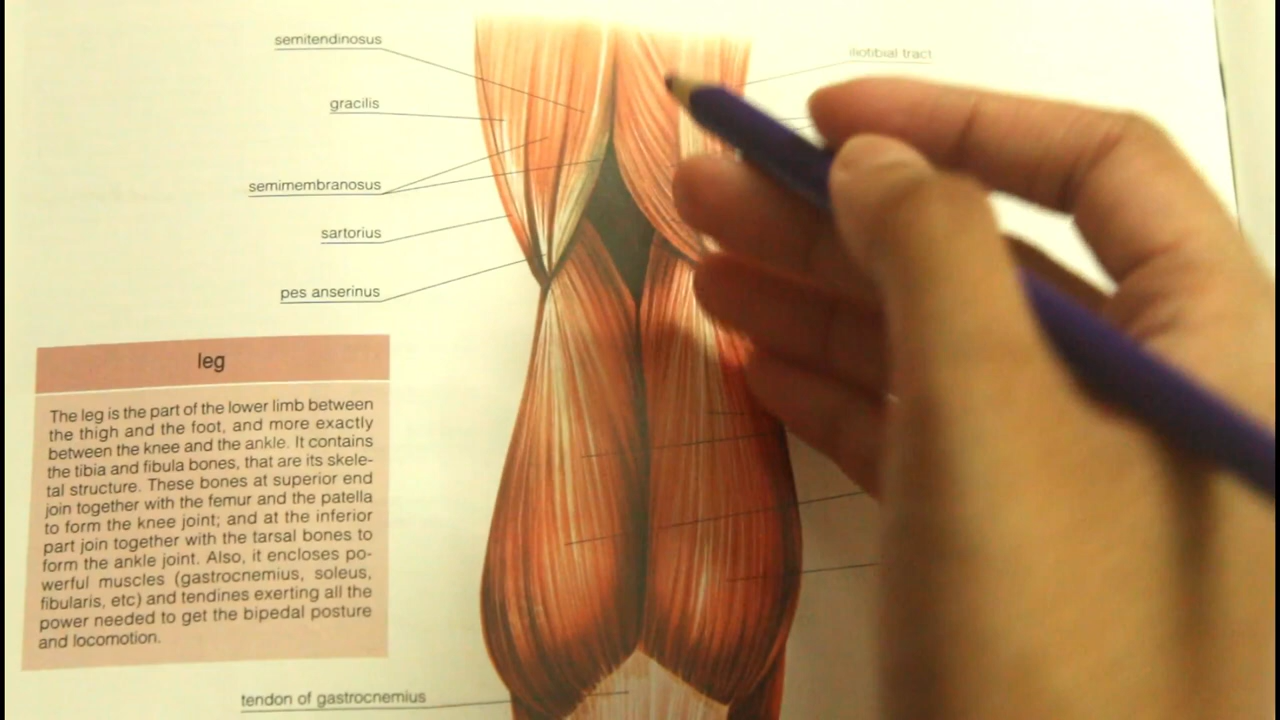 semitendinosus
iliotibial tract
gracilis
semimembranosus
sartorius
pes anserinus
leg
The leg is the part of the lower limb between
the thigh and the foot, and more exactly
between the knee and the ankle. It contains
the tibia and fibula bones, that are its skele-
tal structure. These bones at superior end
join together with the femur and the patella
to form the knee joint; and at the inferior
part join together with the tarsal bones to
form the ankle joint. Also, it encloses po-
werful muscles (gastrocnemius, soleus,
fibularis, etc) and tendines exerting all the
power needed to get the bipedal posture
and locomotion.
tendon of gastrocnemius